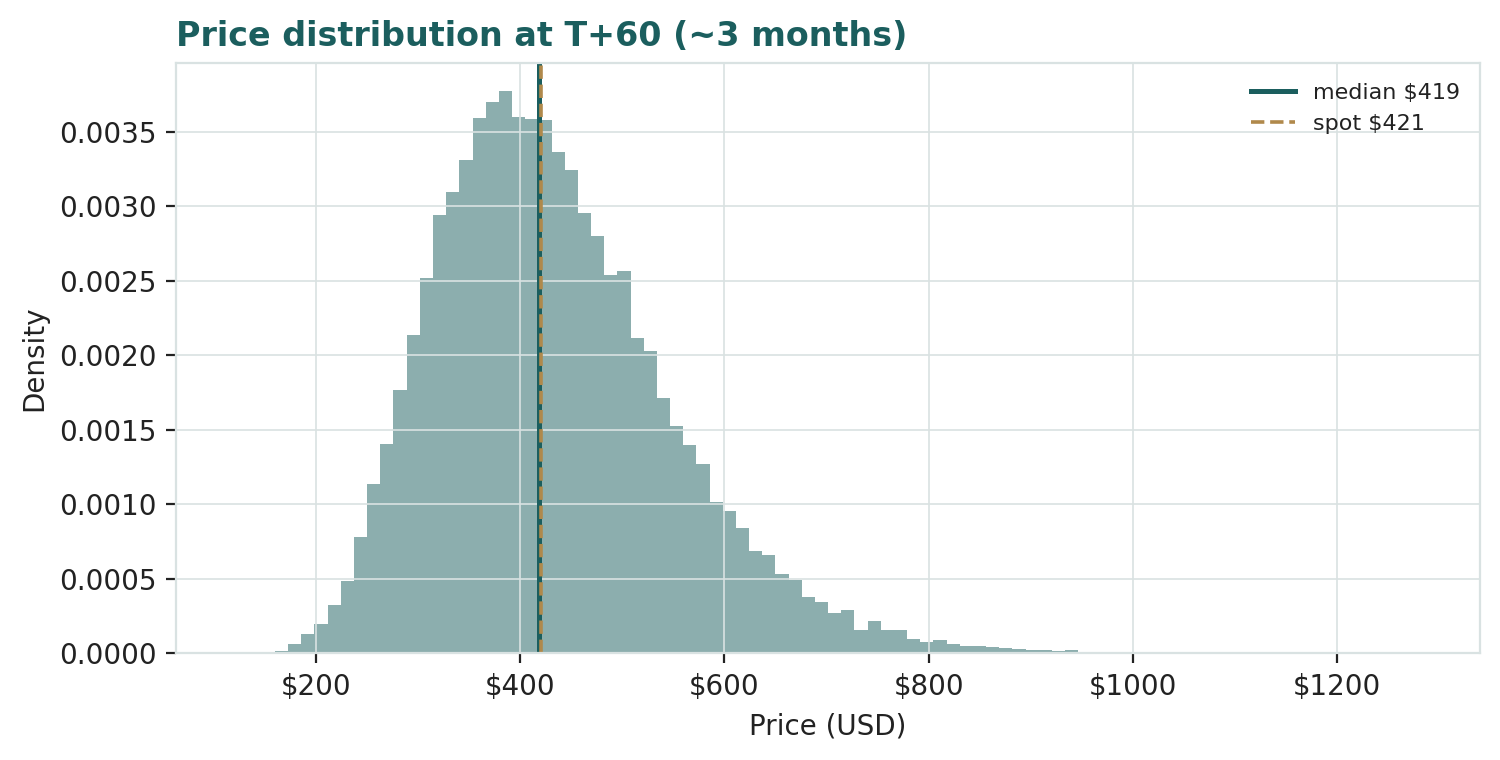 Price distribution at T+60 (~3 months)
median $419
spot $421
0.0035
0.0030
0.0025
0.0020
0.0015
0.0010
0.0005
0.0000
Density
$200 $400 $600 $800 $1000 $1200
Price (USD)